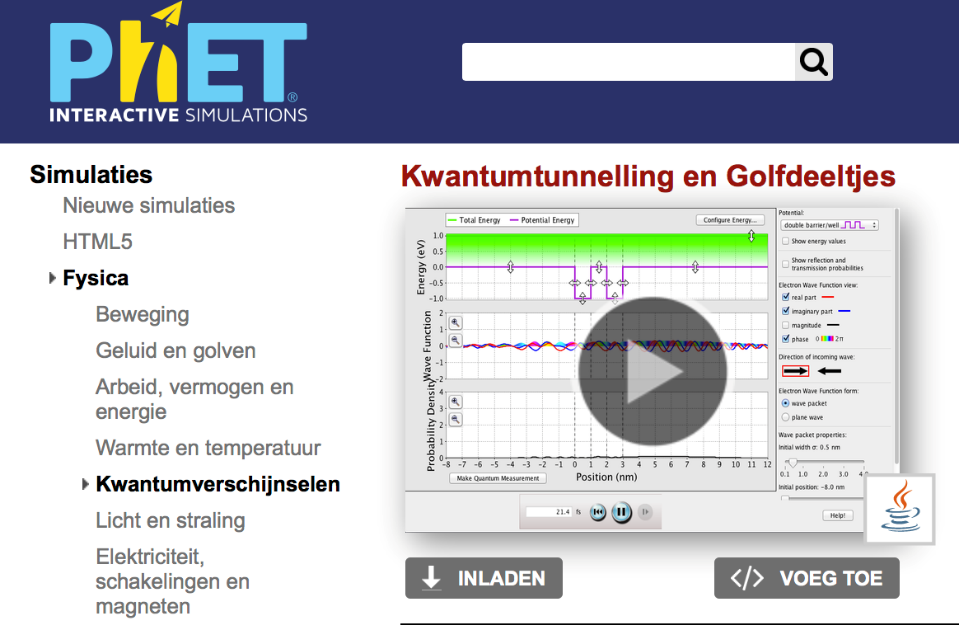 PhET®
INTERACTIVE SIMULATIONS
Simulaties
Nieuwe simulaties
HTML5
Fysica
Beweging
Geluid en golven
Arbeid, vermogen en
energie
Warmte en temperatuur
Kwantumverschijnselen
Licht en straling
Elektriciteit,
schakelingen en
magneten
Kwantumtunnelling en Golfdeeltjes
Total Energy
Potential Energy
Configure Energy...
Energy (eV)
1.0
0.5
0.0
-0.5
-1.0
Wave Function
2
1
0
-1
-2
Probability Density
4
3
2
1
0
-8 -7 -6 -5 -4 -3 -2 -1 0 1 2 3 4 5 6 7 8 9 10 11 12
Make Quantum Measurement
Position (nm)
21.4 fs
Potential:
double barrier/well
Show energy values
Show reflection and
transmission probabilities
Electron Wave Function view:
real part
imaginary part
magnitude
phase 0 2π
Direction of incoming wave:
Electron Wave Function form:
wave packet
plane wave
Wave packet properties:
Initial width σ: 0.5 nm
0.1 1.0 2.0 3.0 4.
Initial position: -8.0 nm
Help!
INLADEN
</> VOEG TOE